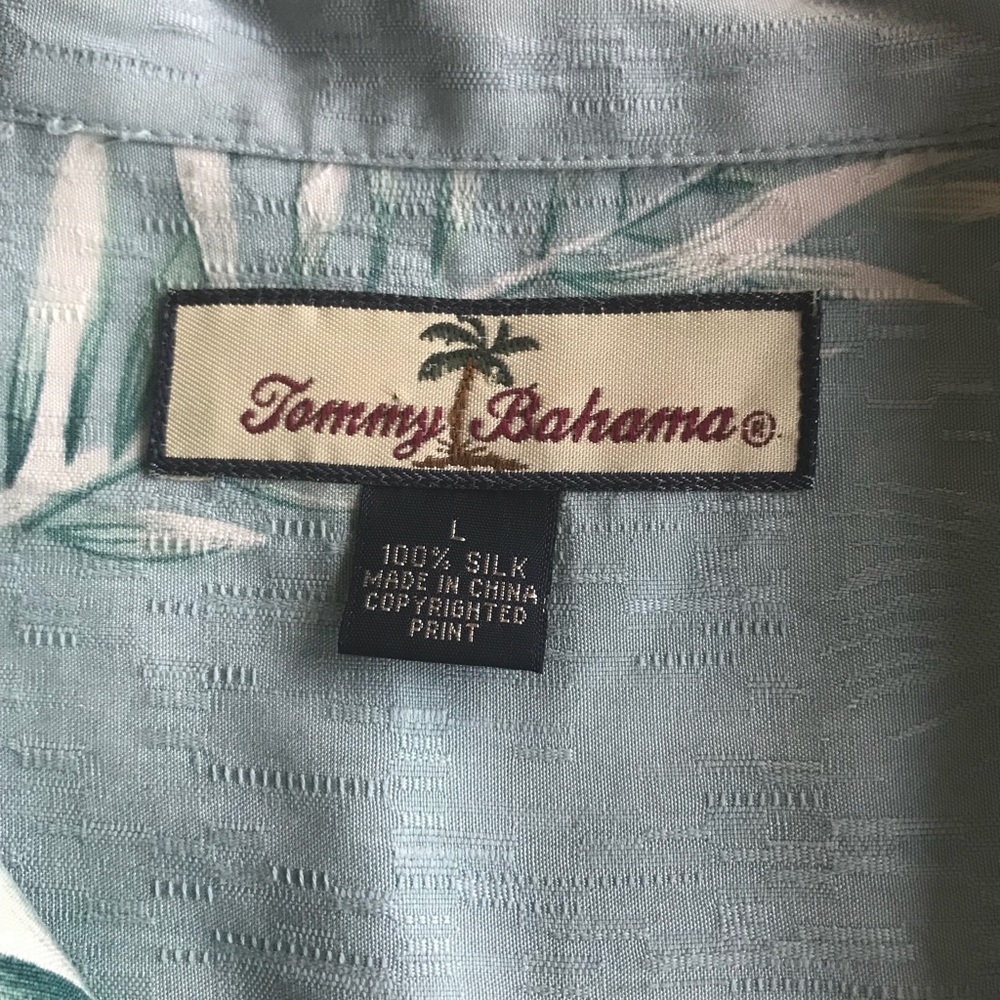 Tommy Bahama®
L
100% SILK
MADE IN CHINA
COPYRIGHTED
PRINT